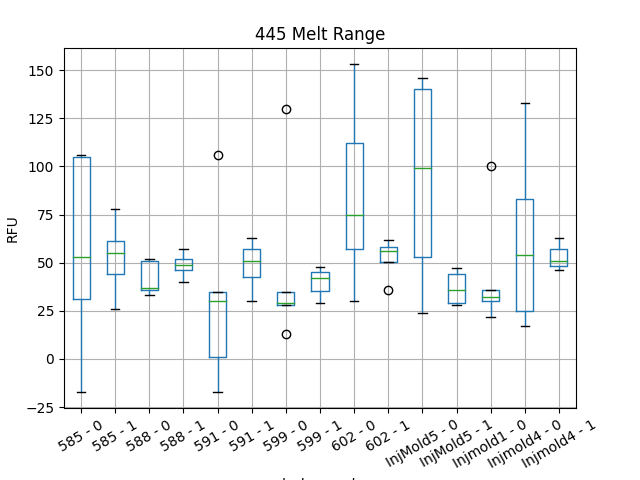 445 Melt Range
RFU
150
125
100
75
50
25
0
−25
585 - 0
585 - 1
588 - 0
588 - 1
591 - 0
591 - 1
599 - 0
599 - 1
602 - 0
602 - 1
InjMold5 - 0
InjMold5 - 1
Injmold1 - 0
Injmold4 - 0
Injmold4 - 1